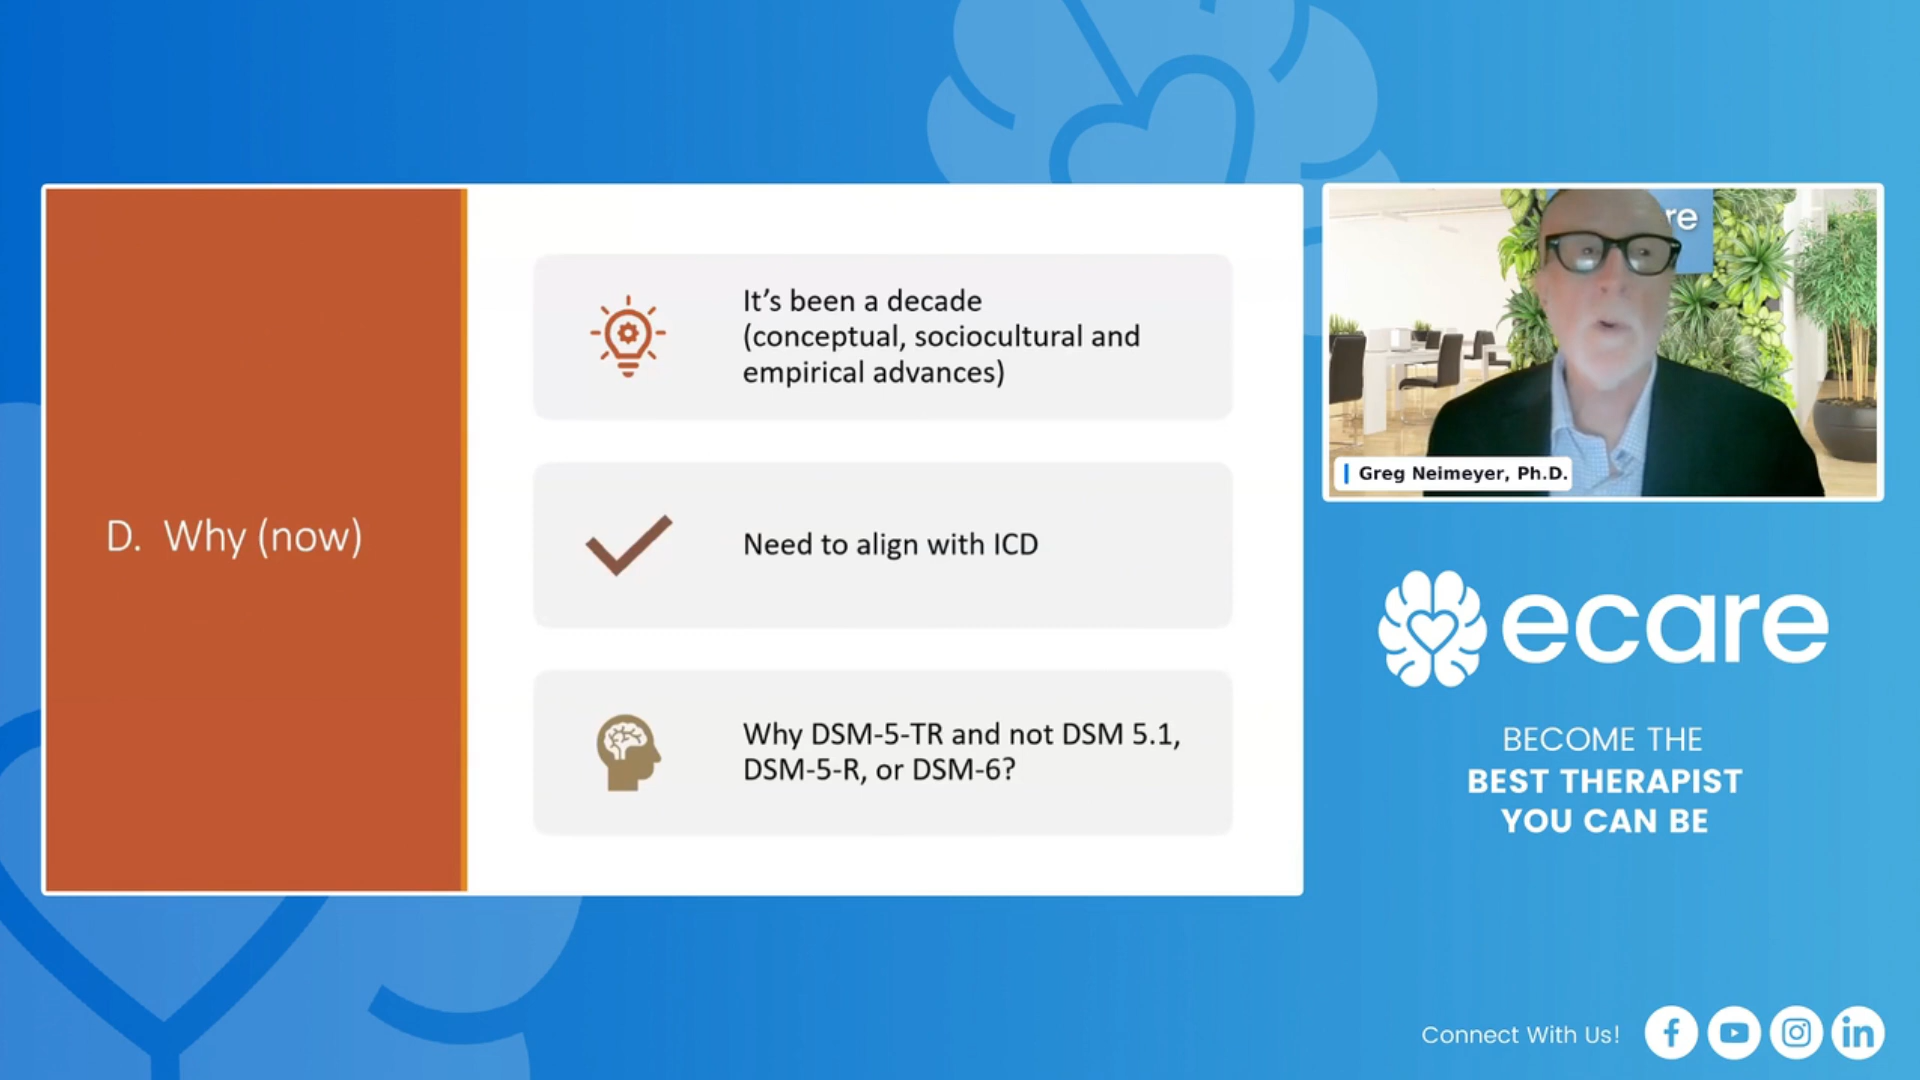 D. Why (now)
It's been a decade
(conceptual, sociocultural and
empirical advances)
Need to align with ICD
Why DSM-5-TR and not DSM 5.1,
DSM-5-R, or DSM-6?
re
Greg Neimeyer, Ph.D.
ecare
BECOME THE
BEST THERAPIST
YOU CAN BE
Connect With Us!